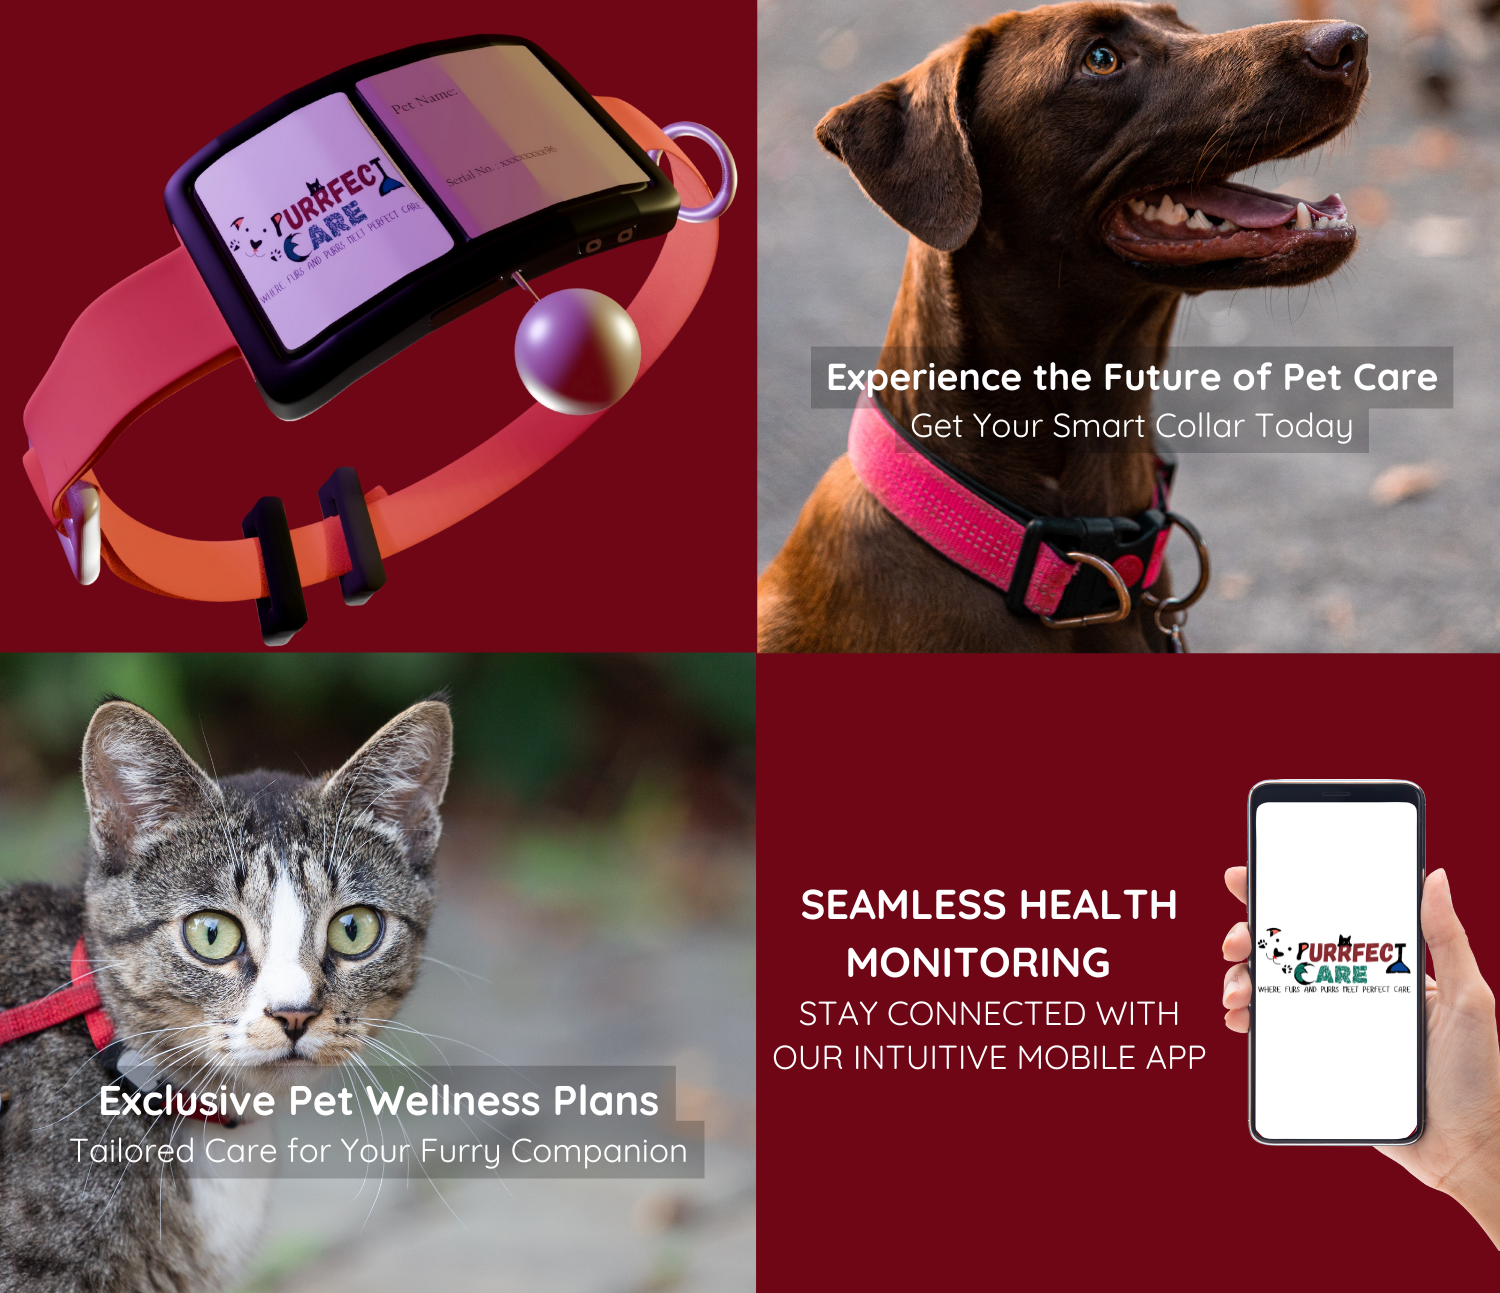 PURRFECT
CARE
WHERE FURS AND PURRS MEET PERFECT CARE
Pet Name:
Serial No. : xxxxxxxx96
Experience the Future of Pet Care
Get Your Smart Collar Today
Exclusive Pet Wellness Plans
Tailored Care for Your Furry Companion
SEAMLESS HEALTH
MONITORING
STAY CONNECTED WITH
OUR INTUITIVE MOBILE APP
PURRFECT
CARE
WHERE FURS AND PURRS MEET PERFECT CARE